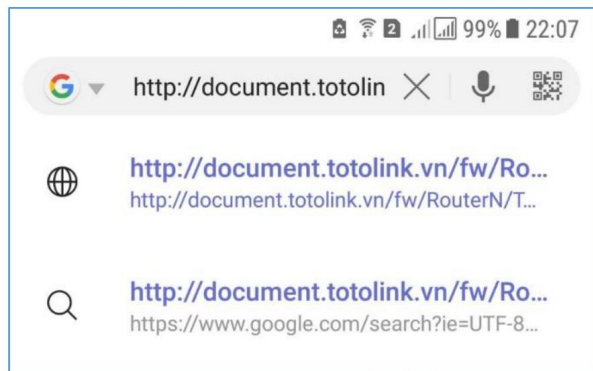 2 99% 22:07
G http://document.totolin
http://document.totolink.vn/fw/Ro...
http://document.totolink.vn/fw/RouterN/T...
http://document.totolink.vn/fw/Ro...
https://www.google.com/search?ie=UTF-8...